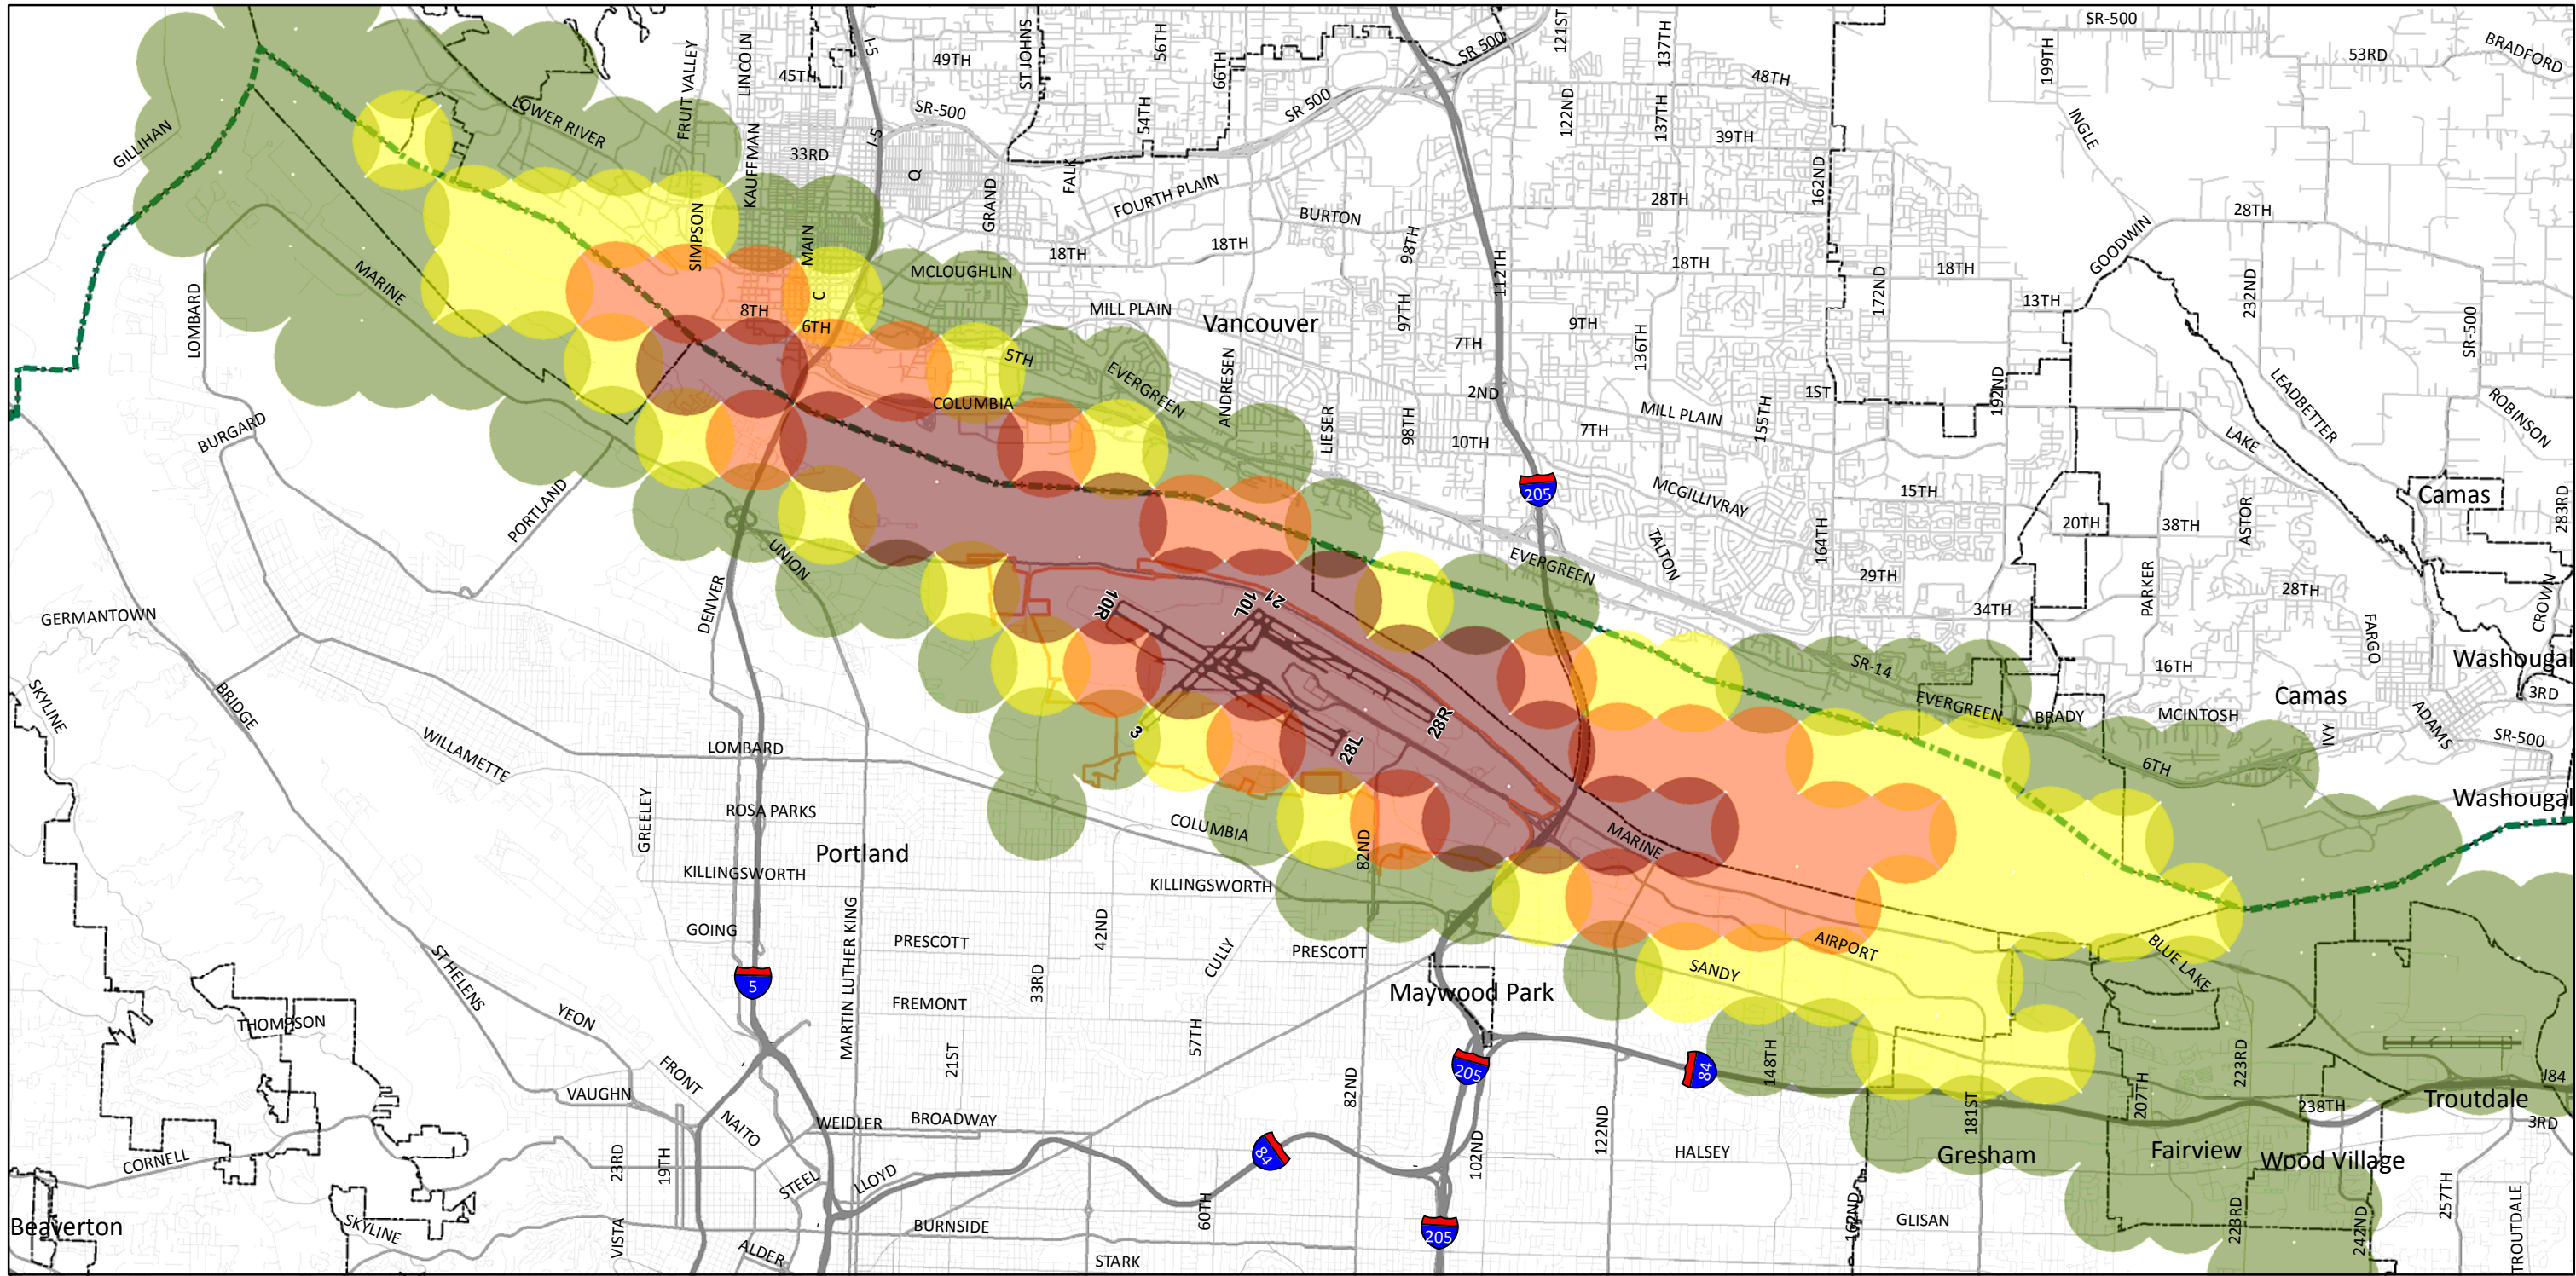 SR-500
BRADFORD
53RD
199TH
137TH
121ST
SR 500
56TH
ST JOHNS
49TH
I-5
LINCOLN
FRUIT VALLEY
45TH
66TH
48TH
LOWER RIVER
SR-500
54TH
SR 500
122ND
137TH
39TH
INGLE
GILLIHAN
KAUFFMAN
33RD
I-5
Q
GRAND
FALK
FOURTH PLAIN
BURTON
28TH
162ND
28TH
GOODWIN
SIMPSON
MAIN
18TH
18TH
98TH
112TH
18TH
18TH
172ND
232ND
MARINE
MCLOUGHLIN
C
8TH
6TH
MILL PLAIN
Vancouver
97TH
9TH
13TH
LOMBARD
7TH
136TH
SR-500
5TH
EVERGREEN
ANDRESEN
2ND
1ST
192ND
LEADBETTER
ROBINSON
COLUMBIA
LIESER
98TH
10TH
7TH
MILL PLAIN
155TH
LAKE
BURGARD
PORTLAND
205
MCGILLIVRAY
15TH
Camas
283RD
20TH
38TH
ASTOR
UNION
EVERGREEN
TALTON
164TH
29TH
28TH
PARKER
CROWN
GERMANTOWN
DENVER
10R
10L
21
34TH
FARGO
SKYLINE
BRIDGE
SR-14
16TH
Washougal
3RD
Camas
EVERGREEN
BRADY
MCINTOSH
IVY
ADAMS
SR-500
WILLAMETTE
LOMBARD
3
28L
28R
6TH
Washougal
GREELEY
ROSA PARKS
COLUMBIA
82ND
MARINE
Portland
KILLINGSWORTH
KILLINGSWORTH
GOING
MARTIN LUTHER KING
PRESCOTT
42ND
CULLY
PRESCOTT
AIRPORT
BLUE LAKE
SANDY
ST HELENS
5
33RD
FREMONT
Maywood Park
THOMPSON
YEON
FRONT
21ST
57TH
82ND
205
84
148TH
223RD
I84
VAUGHN
NAITO
WEIDLER
BROADWAY
122ND
181ST
207TH
238TH-
Troutdale
3RD
CORNELL
23RD
19TH
STEEL
LLOYD
84
102ND
HALSEY
Gresham
Fairview
Wood Village
257TH
TROUTDALE
60TH
Beaverton
SKYLINE
VISTA
ALDER
BURNSIDE
STARK
205
162ND
GLISAN
223RD
242ND